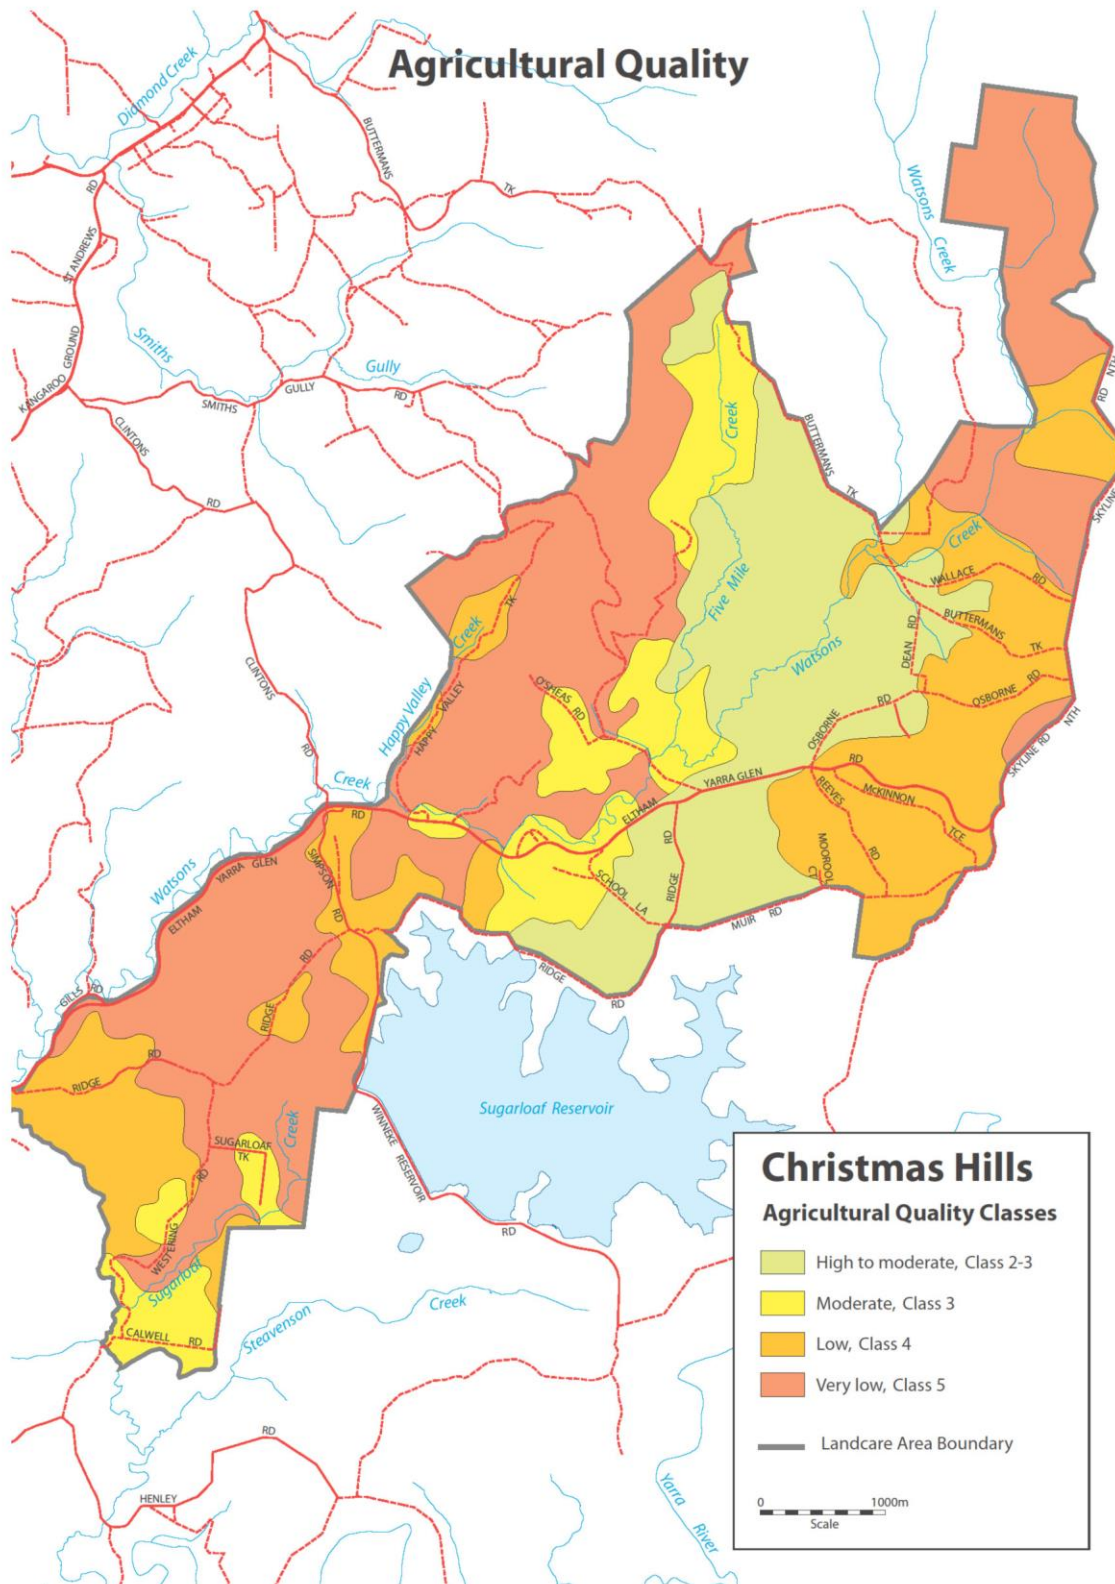 Agricultural Quality
Diamond Creek
BUTTERMANS
TK
Watsons
Creek
RD
ST ANDREWS
KANGAROO GROUND
Smiths
Gully
SMITHS
GULLY
RD
CLINTONS
RD
NTH
RD
SKYLINE
Creek
BUTTERMANS
TK
Creek
WALLACE
RD
BUTTERMANS
TK
DEAN
RD
OSBORNE
RD
OSBORNE
RD
SKYLINE RD
NTH
Five Mile
Watsons
TK
Creek
HAPPY VALLEY
Happy Valley
O'SHEAS
RD
CLINTONS
RD
Creek
RD
YARRA GLEN
ELTHAM
RD
REEVES
RD
McKINNON
TCE
MOOROOL
CT
SCHOOL
LA
RIDGE
RD
MUIR
RD
RIDGE
RD
SIMPSON
RD
Watsons
YARRA GLEN
ELTHAM
GILLS RD
RIDGE
RD
RIDGE
RD
Sugarloaf Reservoir
WINNEKE
RESERVOIR
RD
SUGARLOAF
TK
Creek
WESTERING
RD
Sugarloaf
CALWELL
RD
Steavenson
Creek
RD
HENLEY
Yarra
River
Christmas Hills
Agricultural Quality Classes
High to moderate, Class 2-3
Moderate, Class 3
Low, Class 4
Very low, Class 5
Landcare Area Boundary
0 1000m
Scale